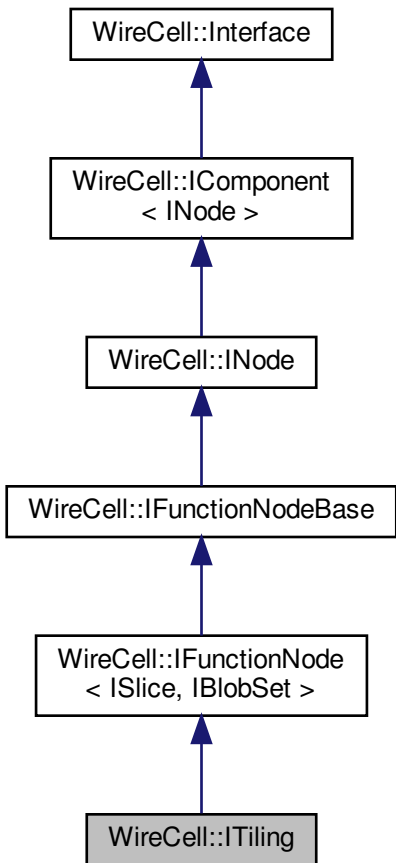 WireCell::Interface
WireCell::IComponent
< INode >
WireCell::INode
WireCell::IFunctionNodeBase
WireCell::IFunctionNode
< ISlice, IBlobSet >
WireCell::ITiling